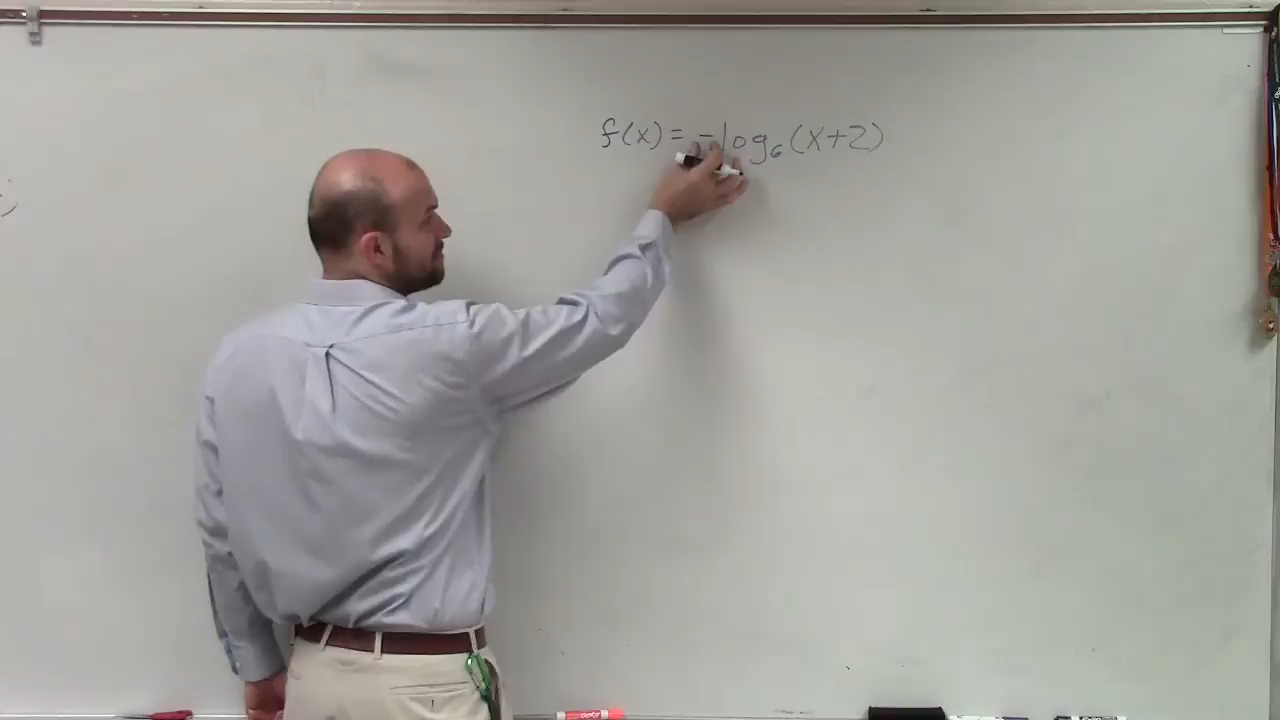 f(x) = -log₆(x+2)